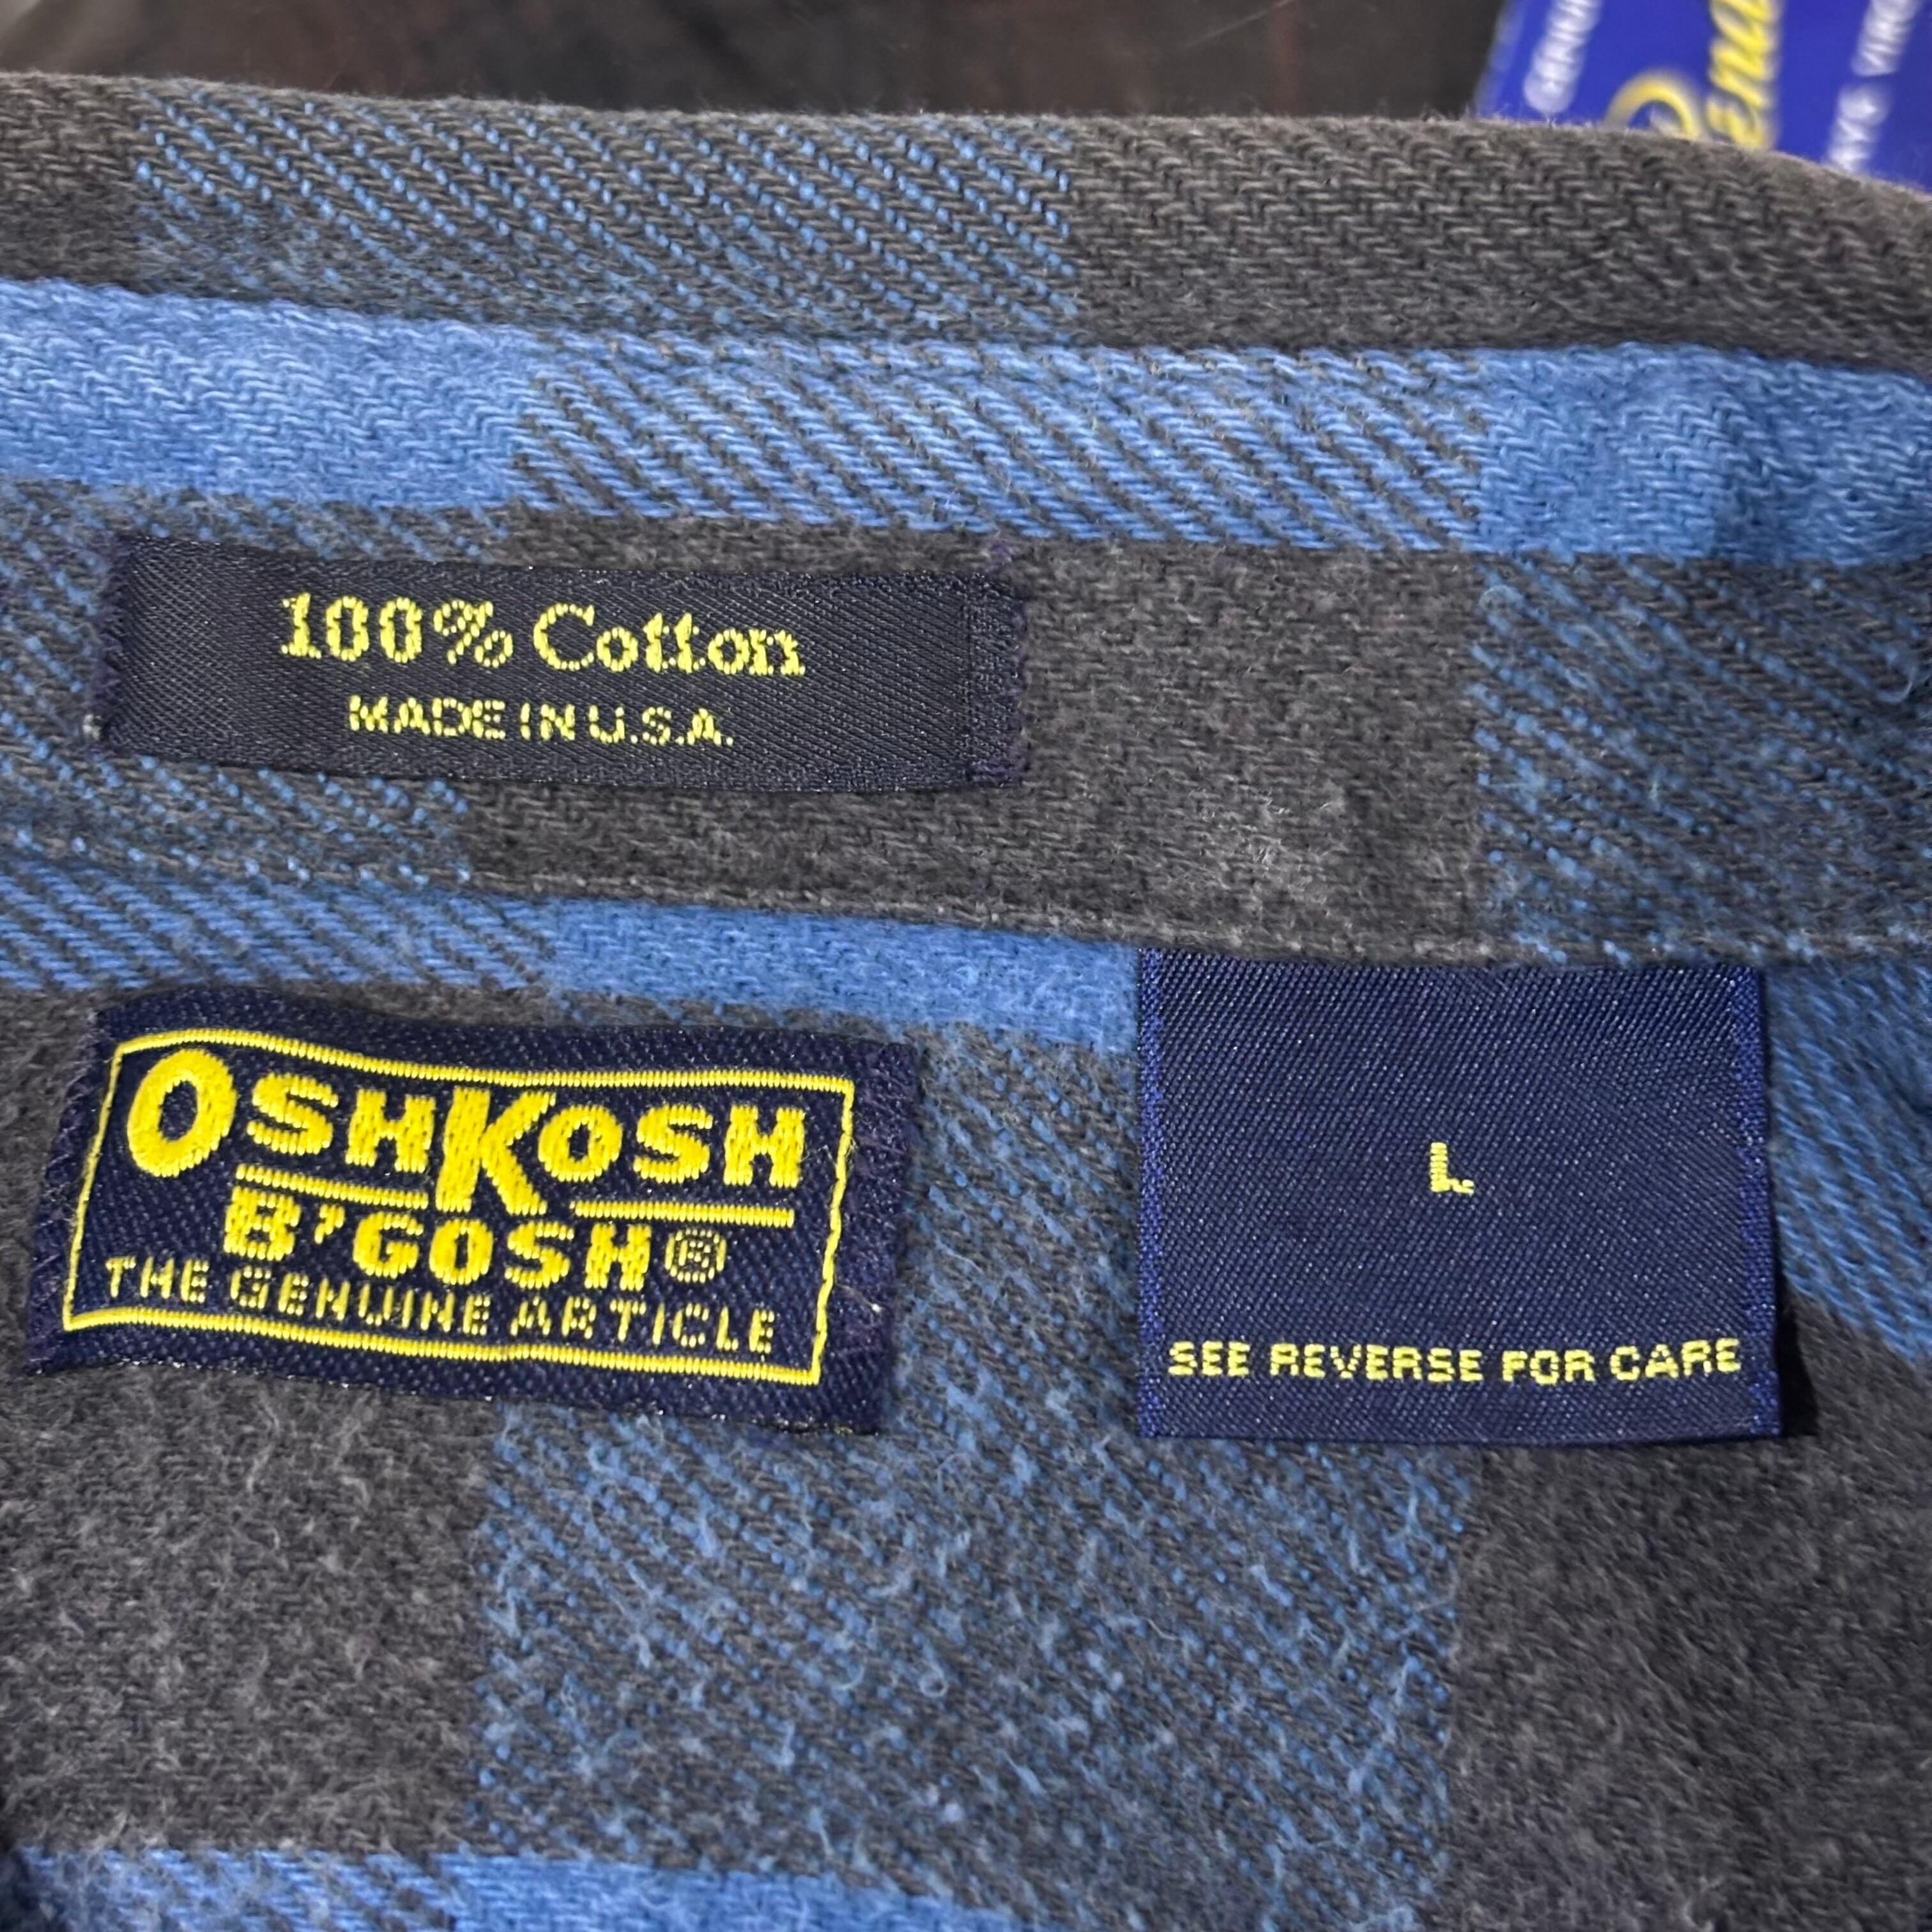 100% Cotton
MADE IN U.S.A.
OSHKOSH
B'GOSH®
THE GENUINE ARTICLE
L
SEE REVERSE FOR CARE